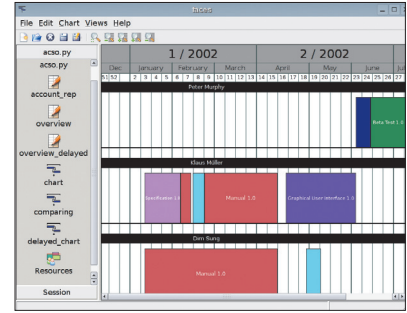 faces
File Edit Chart Views Help
acso.py
acso.py
account_rep
overview
overview_delayed
chart
comparing
delayed_chart
Resources
Session
1 / 2002 2 / 2002
Dec January February March April May June
51 52 2 3 4 5 6 7 8 9 10 11 12 13 14 15 16 17 18 19 20 21 22 23 24 25 26 27
Peter Murphy
Beta Test 1.0
Klaus Müller
Specification 1.0 Manual 1.0 Graphical User Interface 1.0
Dim Sung
Manual 1.0